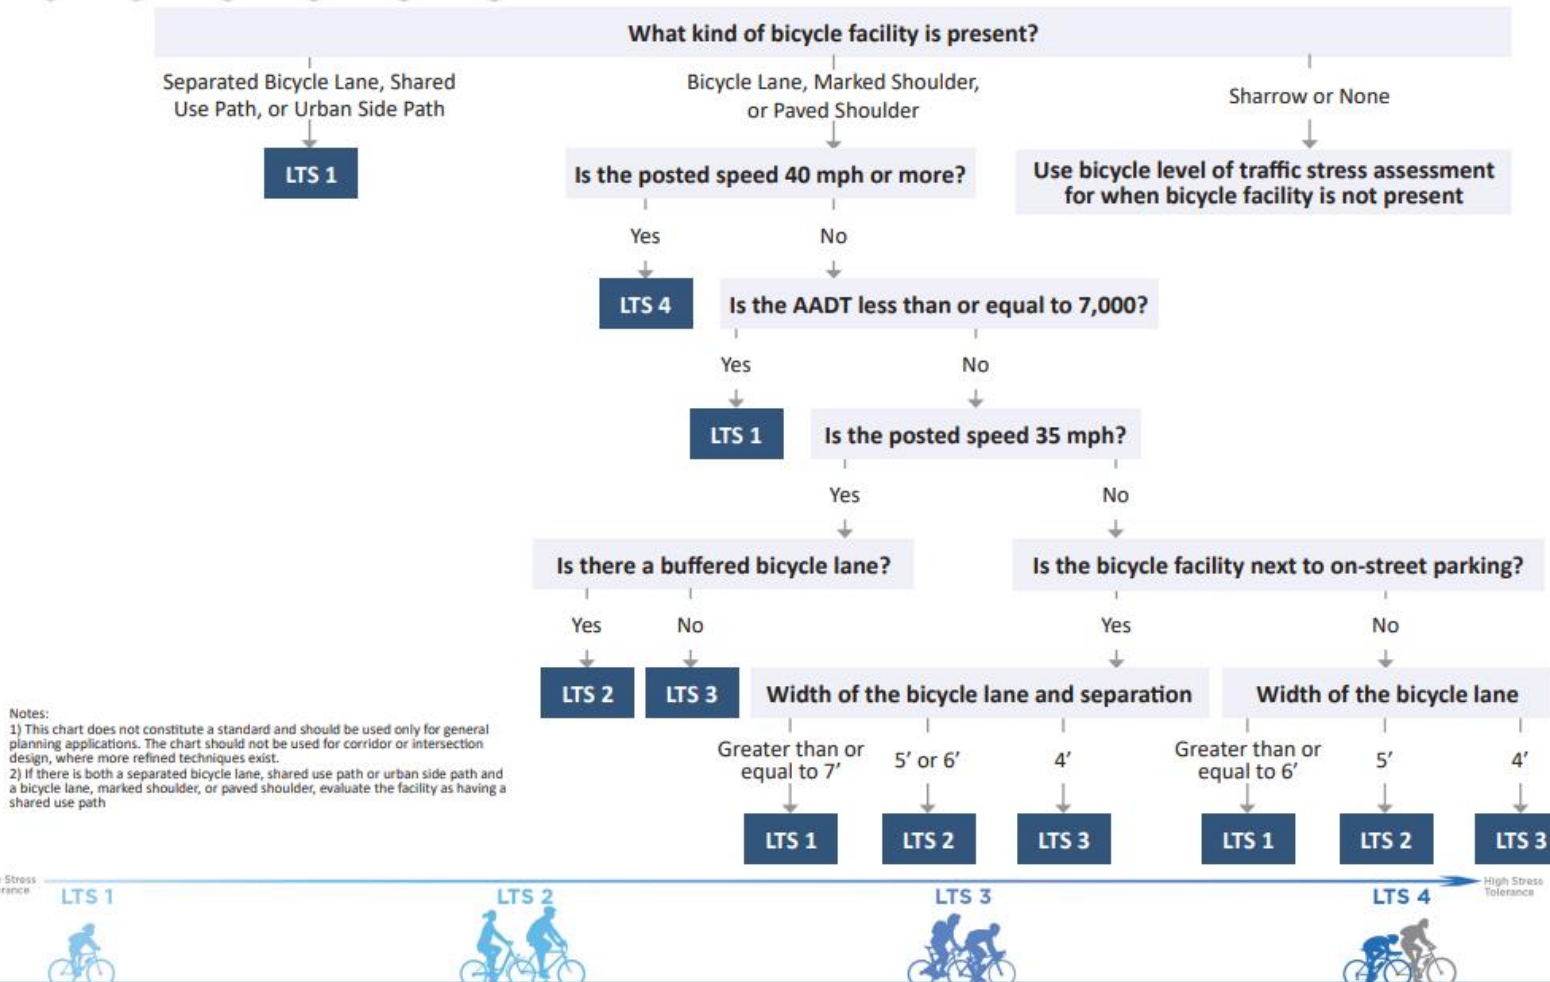 What kind of bicycle facility is present?
Separated Bicycle Lane, Shared
Use Path, or Urban Side Path
Bicycle Lane, Marked Shoulder,
or Paved Shoulder
Sharrow or None
LTS 1
Is the posted speed 40 mph or more?
Use bicycle level of traffic stress assessment
for when bicycle facility is not present
Yes
No
LTS 4
Is the AADT less than or equal to 7,000?
Yes
No
LTS 1
Is the posted speed 35 mph?
Yes
No
Is there a buffered bicycle lane?
Is the bicycle facility next to on-street parking?
Yes
No
Yes
No
LTS 2
LTS 3
Width of the bicycle lane and separation
Width of the bicycle lane
Greater than or
equal to 7’
5’ or 6’
4’
Greater than or
equal to 6’
5’
4’
LTS 1
LTS 2
LTS 3
LTS 1
LTS 2
LTS 3
Notes:
1) This chart does not constitute a standard and should be used only for general
planning applications. The chart should not be used for corridor or intersection
design, where more refined techniques exist.
2) If there is both a separated bicycle lane, shared use path or urban side path and
a bicycle lane, marked shoulder, or paved shoulder, evaluate the facility as having a
shared use path
Stress
LTS 1
LTS 2
LTS 3
LTS 4
High Stress
Tolerance